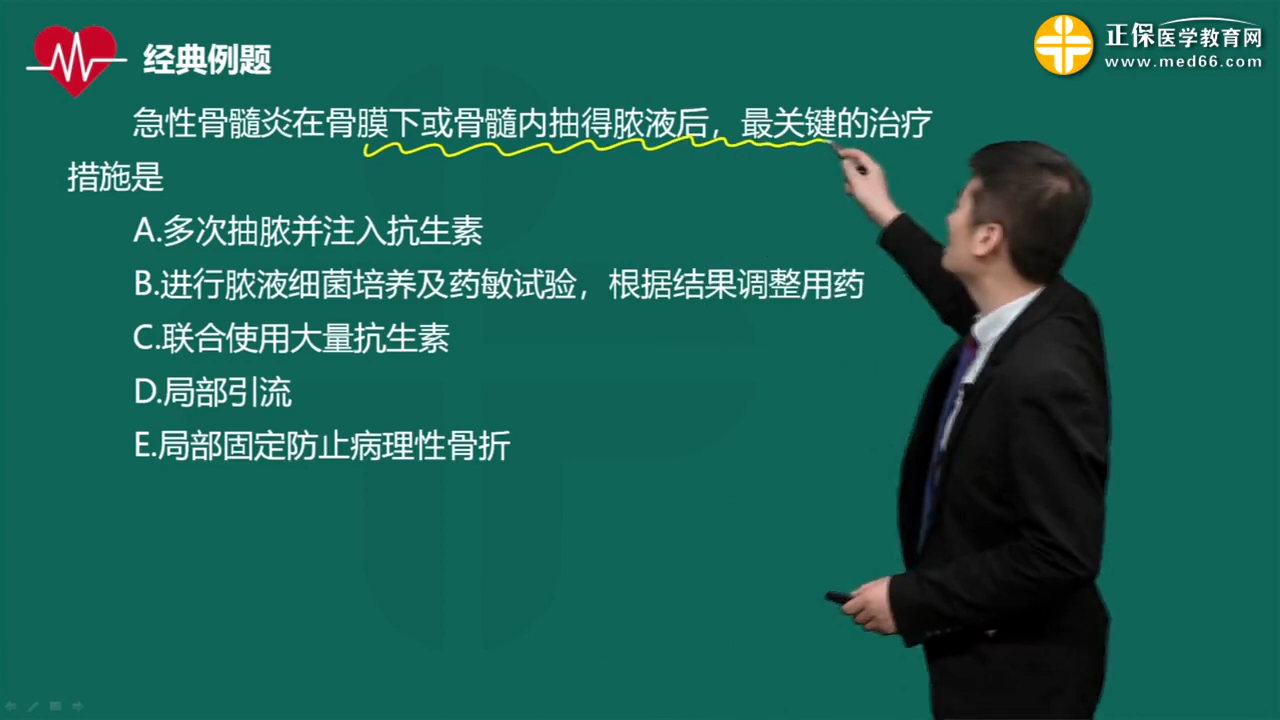 经典例题
正保医学教育网
www.med66.com
急性骨髓炎在骨膜下或骨髓内抽得脓液后，最关键的治疗
措施是
A.多次抽脓并注入抗生素
B.进行脓液细菌培养及药敏试验，根据结果调整用药
C.联合使用大量抗生素
D.局部引流
E.局部固定防止病理性骨折